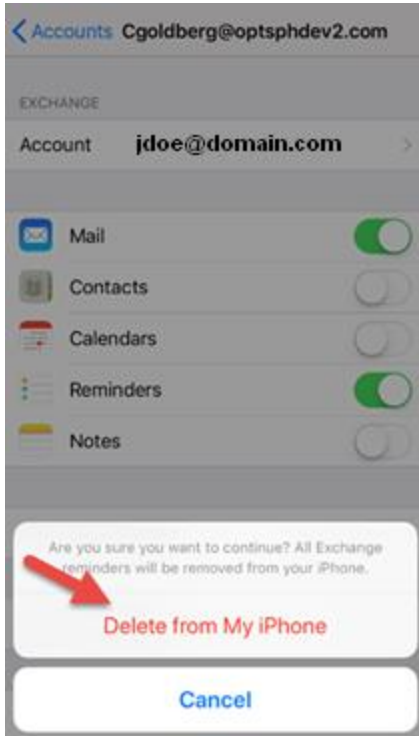 Accounts Cgoldberg@optsphdev2.com
EXCHANGE
Account jdoe@domain.com
Mail
Contacts
Calendars
Reminders
Notes
Are you sure you want to continue? All Exchange
reminders will be removed from your iPhone.
Delete from My iPhone
Cancel